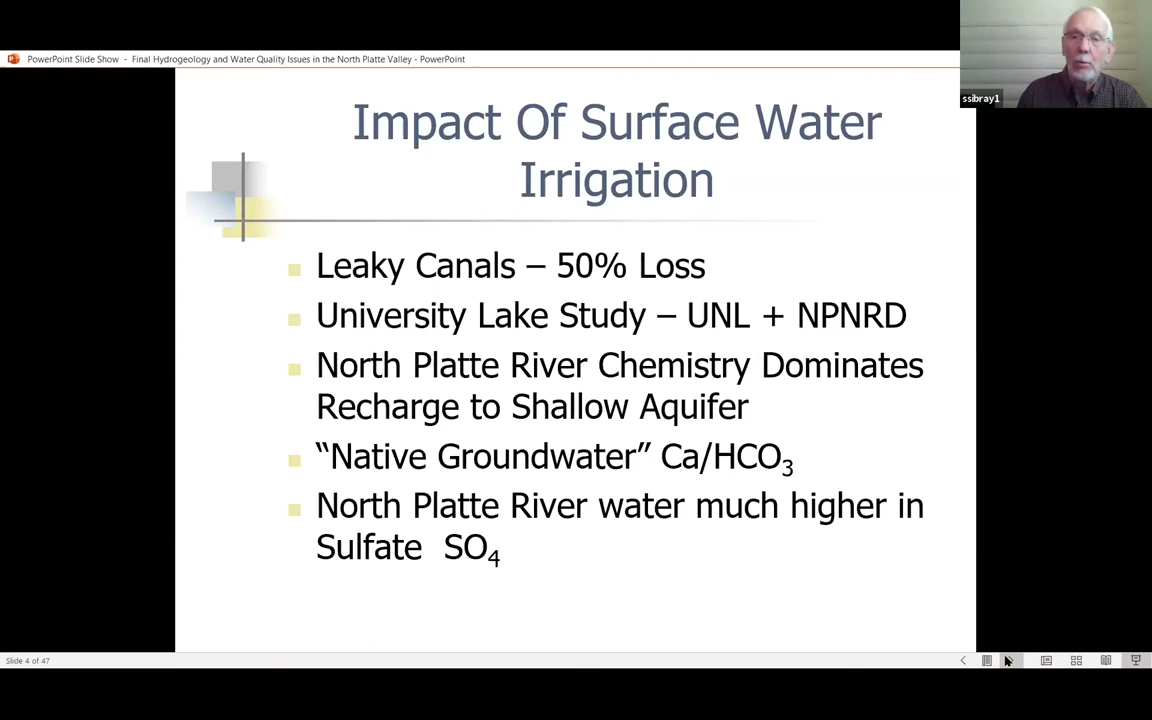 PowerPoint Slide Show - Final Hydrogeology and Water Quality Issues in the North Platte Valley - PowerPoint
ssibray1
Impact Of Surface Water
Irrigation
Leaky Canals – 50% Loss
University Lake Study – UNL + NPNRD
North Platte River Chemistry Dominates
Recharge to Shallow Aquifer
“Native Groundwater” Ca/HCO₃
North Platte River water much higher in
Sulfate SO₄
Slide 4 of 47